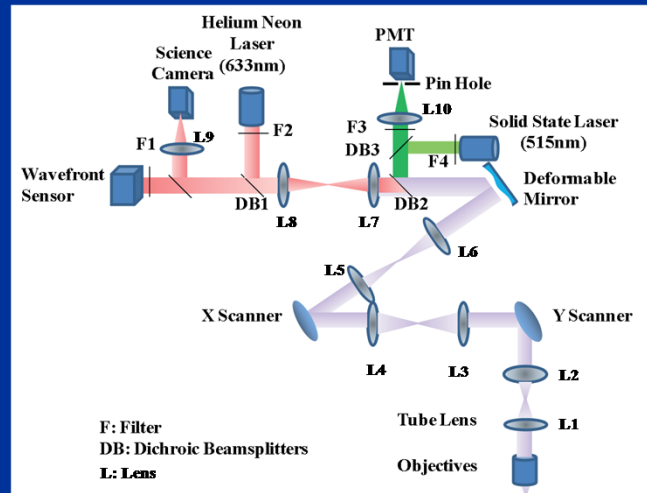 Helium Neon
Laser
(633nm)
PMT
Science
Camera
Pin Hole
L10
F2
F3
Solid State Laser
(515nm)
F1
L9
DB3
F4
Wavefront
Sensor
Deformable
Mirror
DB1
L8
L7
DB2
L6
L5
X Scanner
Y Scanner
L4
L3
L2
Tube Lens
L1
F: Filter
DB: Dichroic Beamsplitters
L: Lens
Objectives